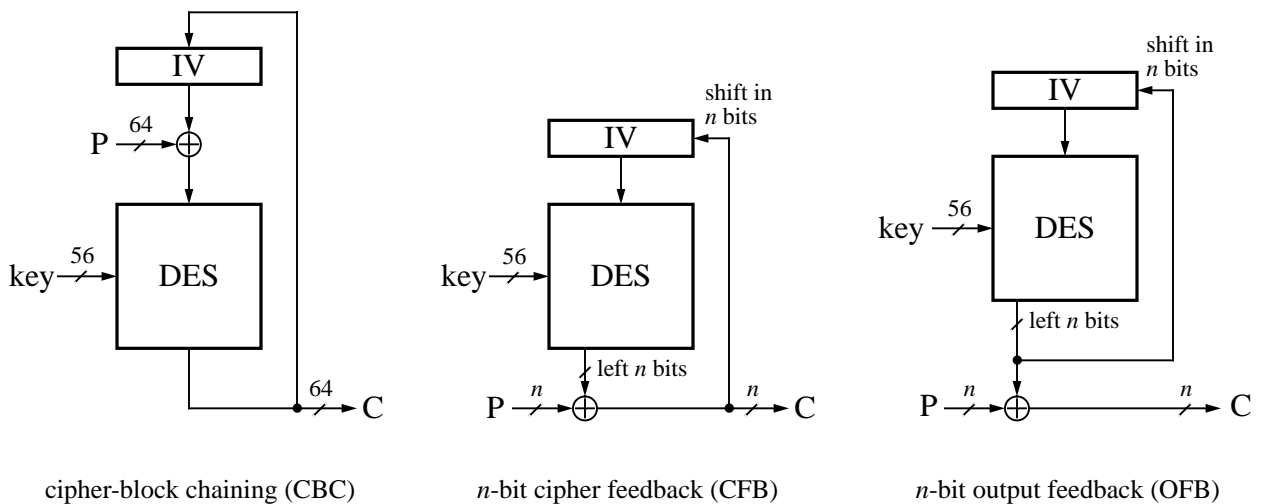 IV
64
P
56
key
DES
64
C
cipher-block chaining (CBC)
shift in
n bits
IV
56
key
DES
left n bits
P
n
n
C
n-bit cipher feedback (CFB)
shift in
n bits
IV
56
key
DES
left n bits
P
n
n
C
n-bit output feedback (OFB)